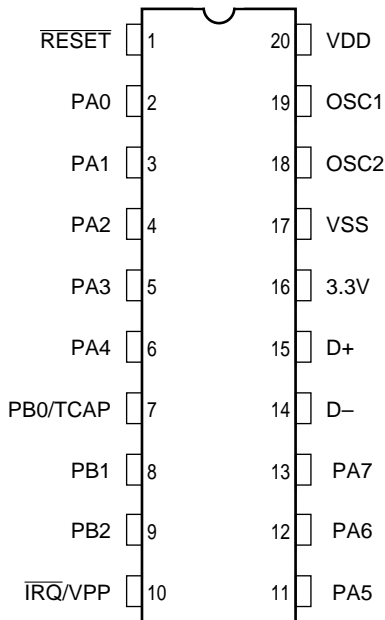 RESET 1 20 VDD
PA0 2 19 OSC1
PA1 3 18 OSC2
PA2 4 17 VSS
PA3 5 16 3.3V
PA4 6 15 D+
PB0/TCAP 7 14 D–
PB1 8 13 PA7
PB2 9 12 PA6
IRQ/VPP 10 11 PA5